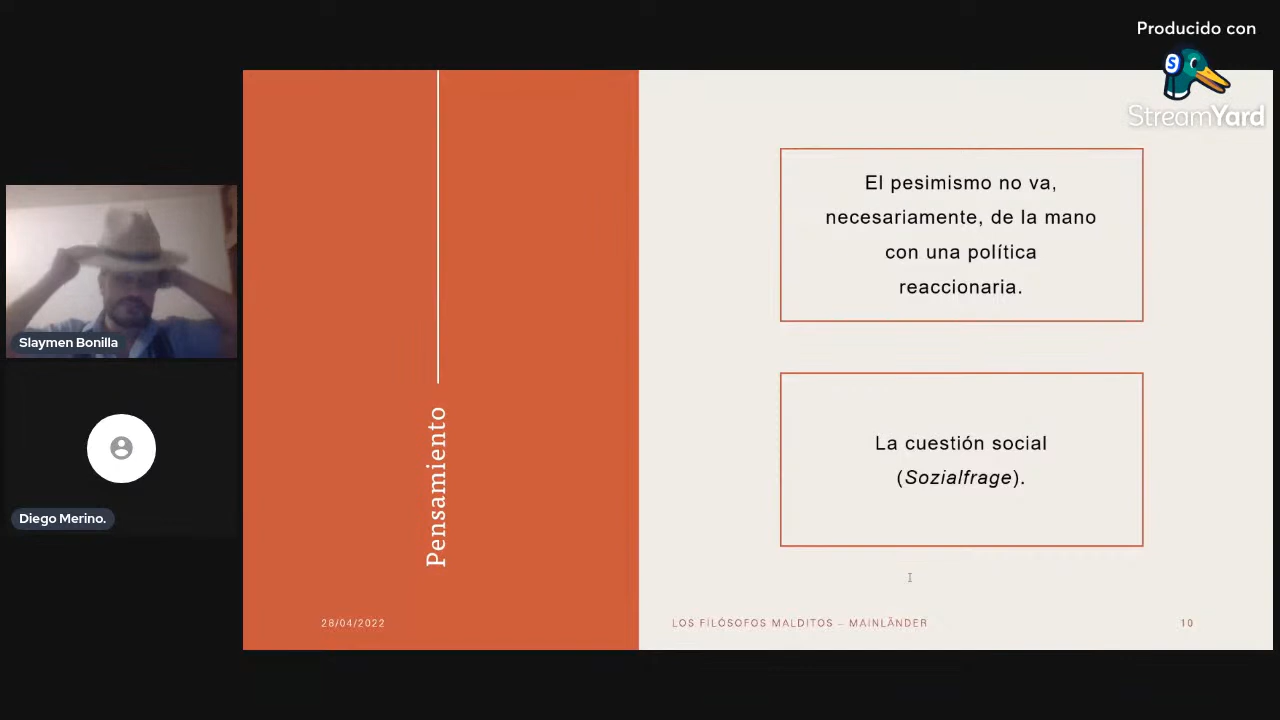 Producido con
StreamYard
El pesimismo no va,
necesariamente, de la mano
con una política
reaccionaria.
Slaymen Bonilla
La cuestión social
(Sozialfrage).
Pensamiento
Diego Merino.
28/04/2022
LOS FILÓSOFOS MALDITOS – MAINLÄNDER
10